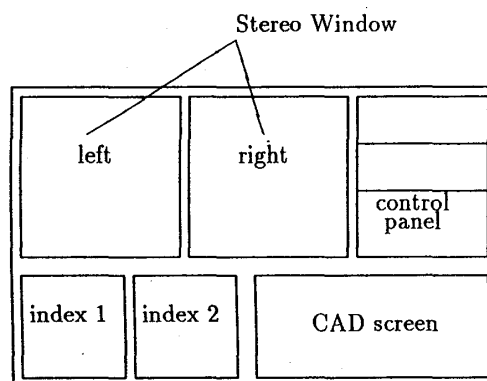 Stereo Window
left
right
control
panel
index 1
index 2
CAD screen